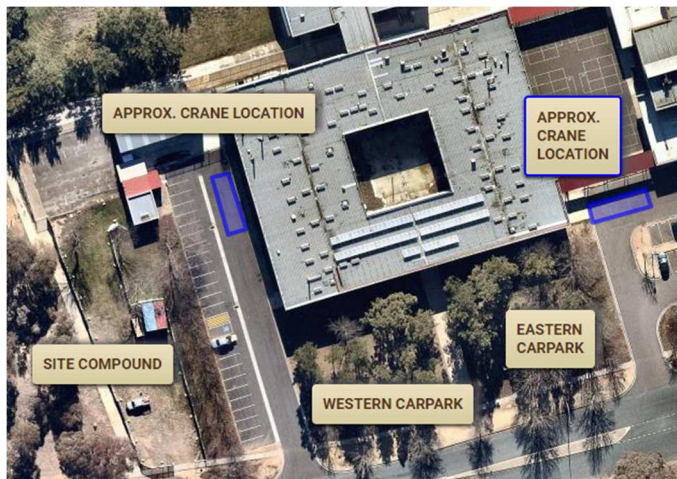 APPROX. CRANE LOCATION
APPROX.
CRANE
LOCATION
EASTERN
CARPARK
SITE COMPOUND
WESTERN CARPARK